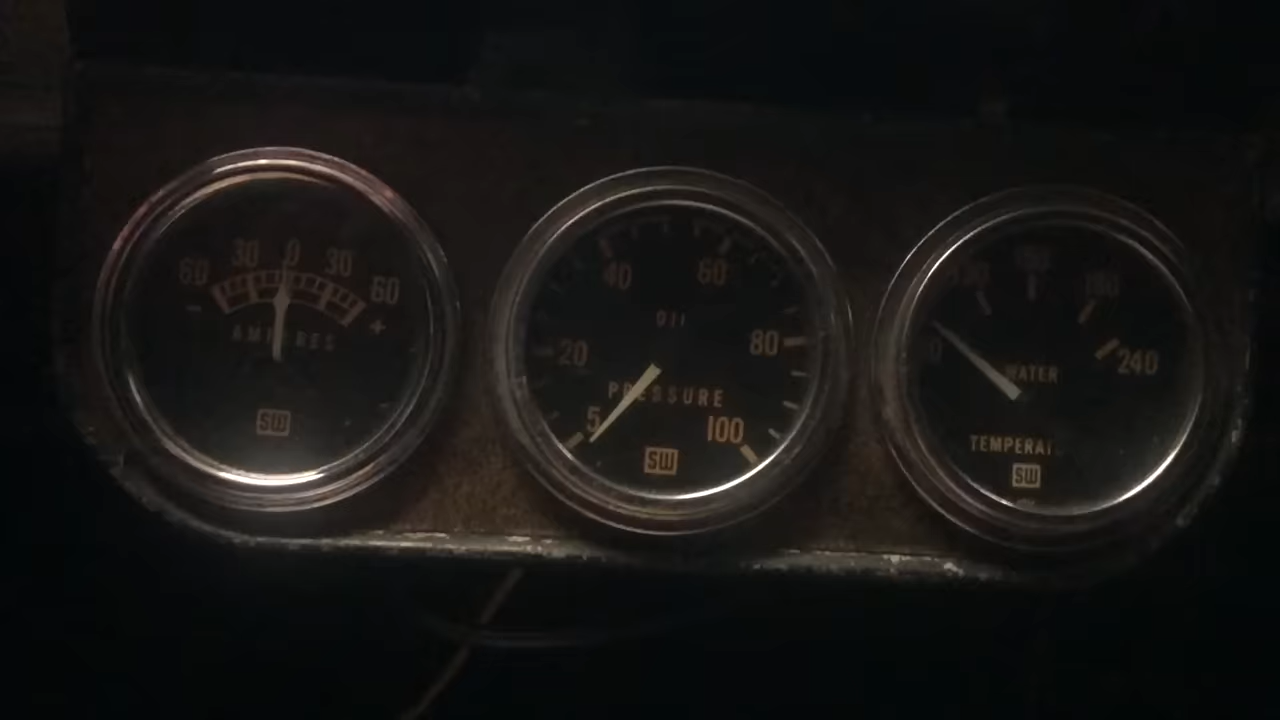 60 30 0 30 60
- +
AMPERES
SW
40 60
OIL
20 80
PRESSURE
5 100
SW
240
WATER
TEMPERAT
SW